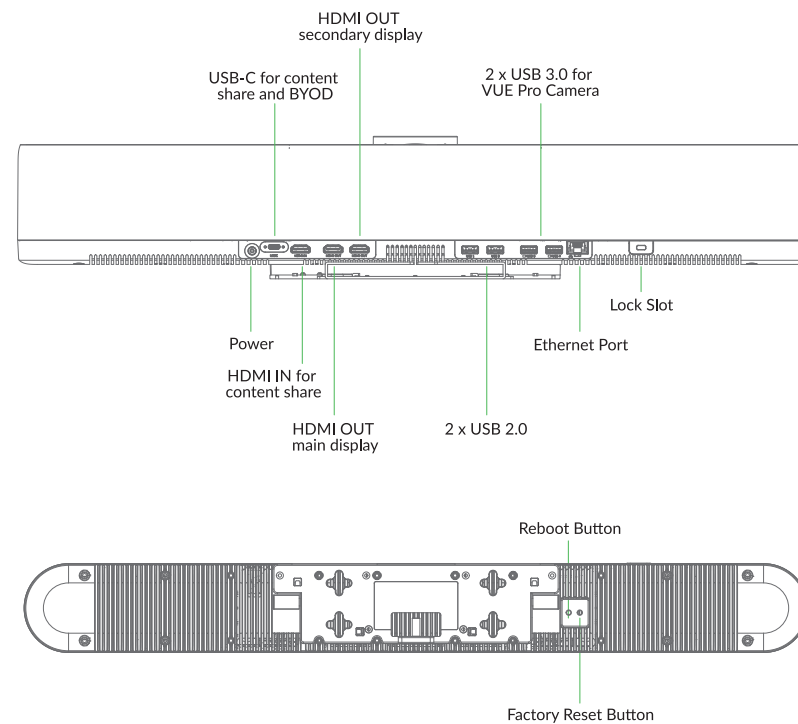 HDMI OUT
secondary display
USB-C for content
share and BYOD
2 x USB 3.0 for
VUE Pro Camera
Lock Slot
Power
Ethernet Port
HDMI IN for
content share
HDMI OUT
main display
2 x USB 2.0
Reboot Button
Factory Reset Button